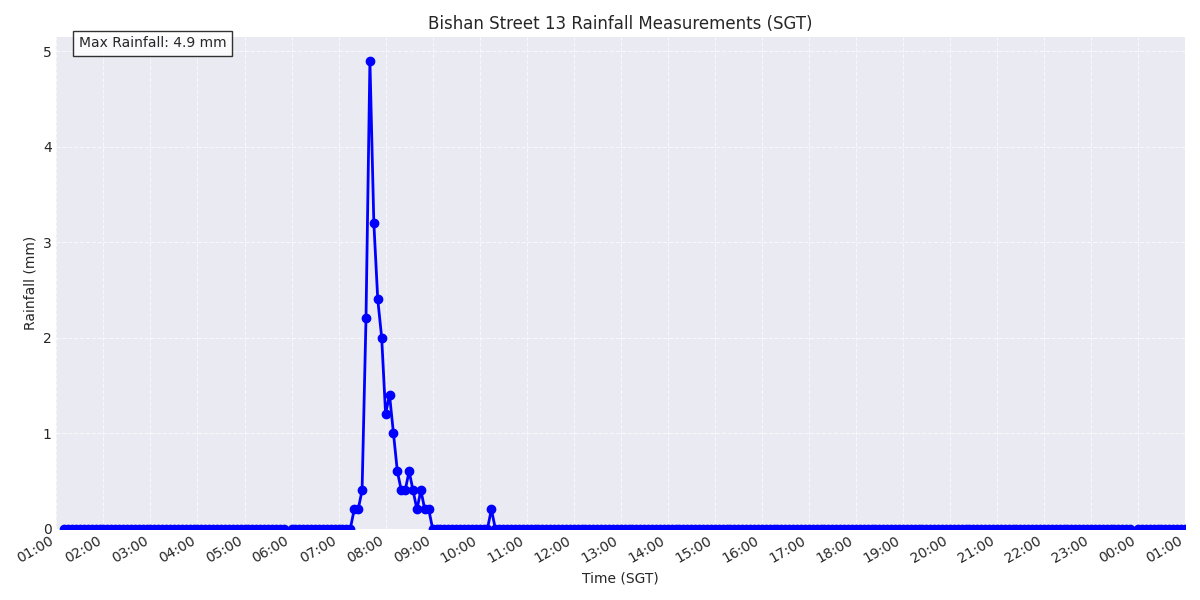 Bishan Street 13 Rainfall Measurements (SGT)
Max Rainfall: 4.9 mm
Rainfall (mm)
5
4
3
2
1
0
01:00 02:00 03:00 04:00 05:00 06:00 07:00 08:00 09:00 10:00 11:00 12:00 13:00 14:00 15:00 16:00 17:00 18:00 19:00 20:00 21:00 22:00 23:00 00:00 01:00
Time (SGT)